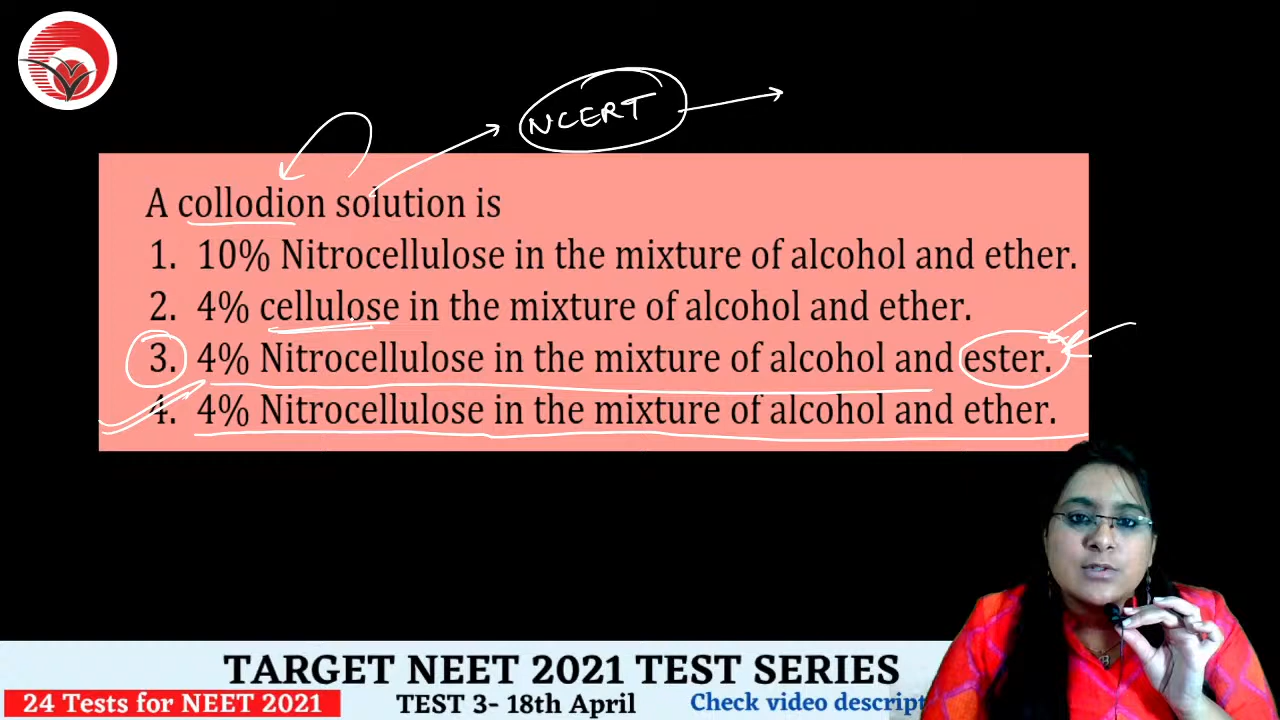 NCERT
A collodion solution is
1. 10% Nitrocellulose in the mixture of alcohol and ether.
2. 4% cellulose in the mixture of alcohol and ether.
3. 4% Nitrocellulose in the mixture of alcohol and ester.
4. 4% Nitrocellulose in the mixture of alcohol and ether.
TARGET NEET 2021 TEST SERIES
24 Tests for NEET 2021 TEST 3- 18th April Check video descript